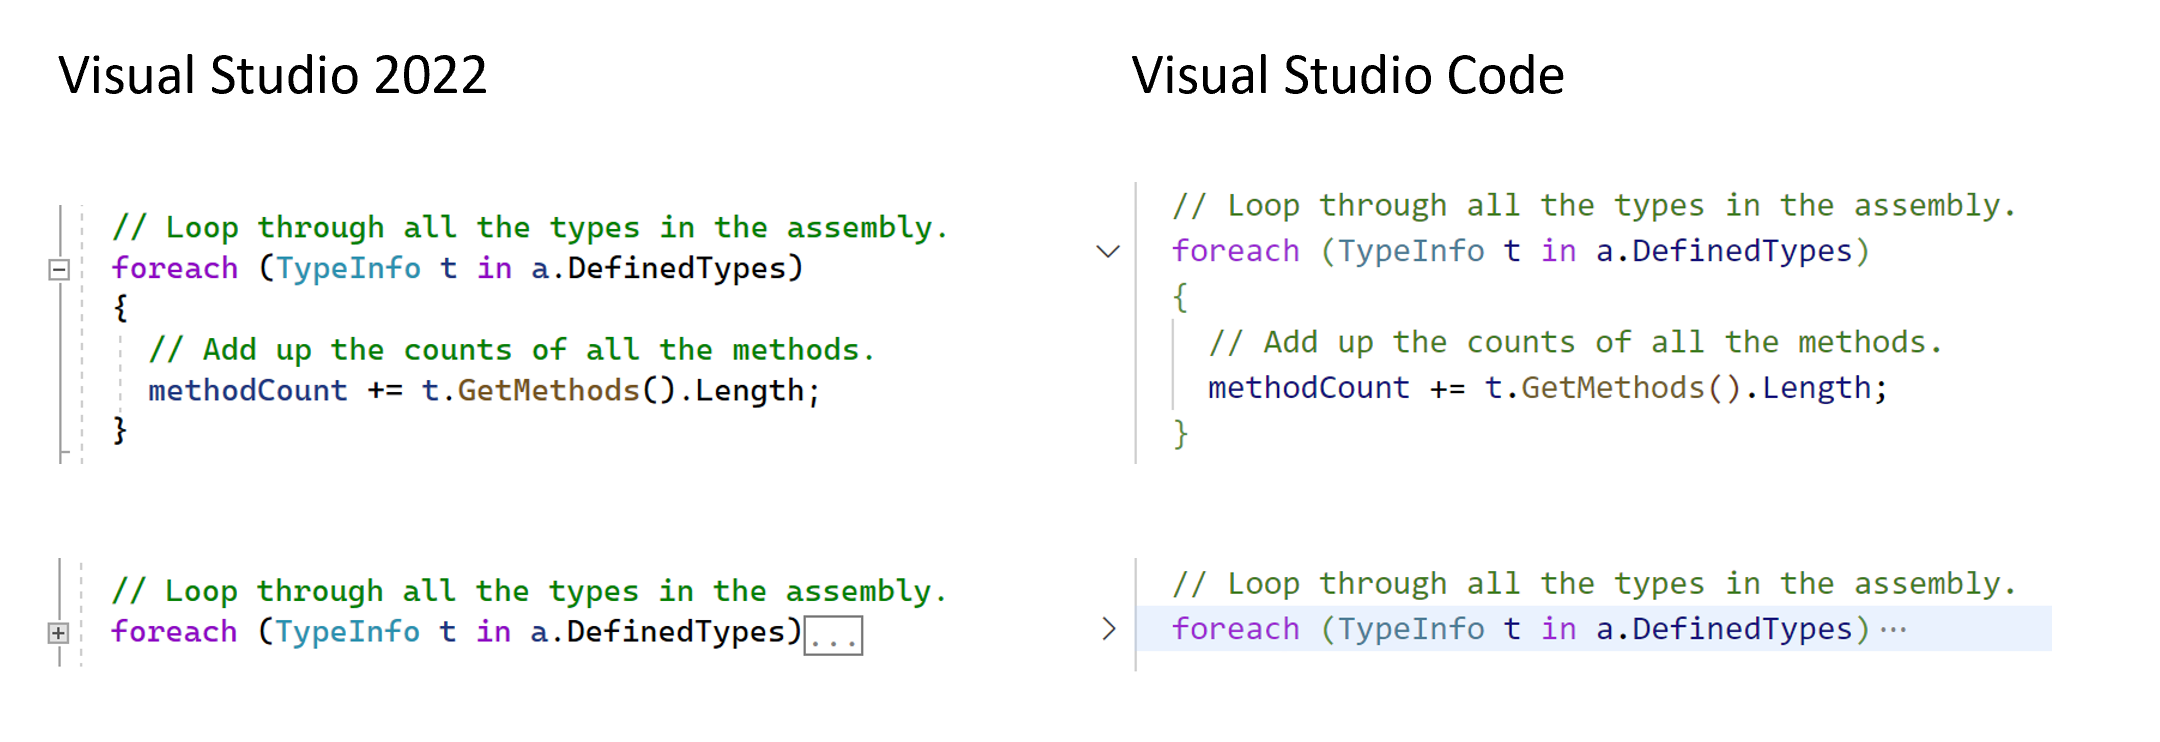 Visual Studio 2022
// Loop through all the types in the assembly.
foreach (TypeInfo t in a.DefinedTypes)
{
// Add up the counts of all the methods.
methodCount += t.GetMethods().Length;
}
// Loop through all the types in the assembly.
foreach (TypeInfo t in a.DefinedTypes)...
Visual Studio Code
// Loop through all the types in the assembly.
foreach (TypeInfo t in a.DefinedTypes)
{
// Add up the counts of all the methods.
methodCount += t.GetMethods().Length;
}
// Loop through all the types in the assembly.
foreach (TypeInfo t in a.DefinedTypes)⋯